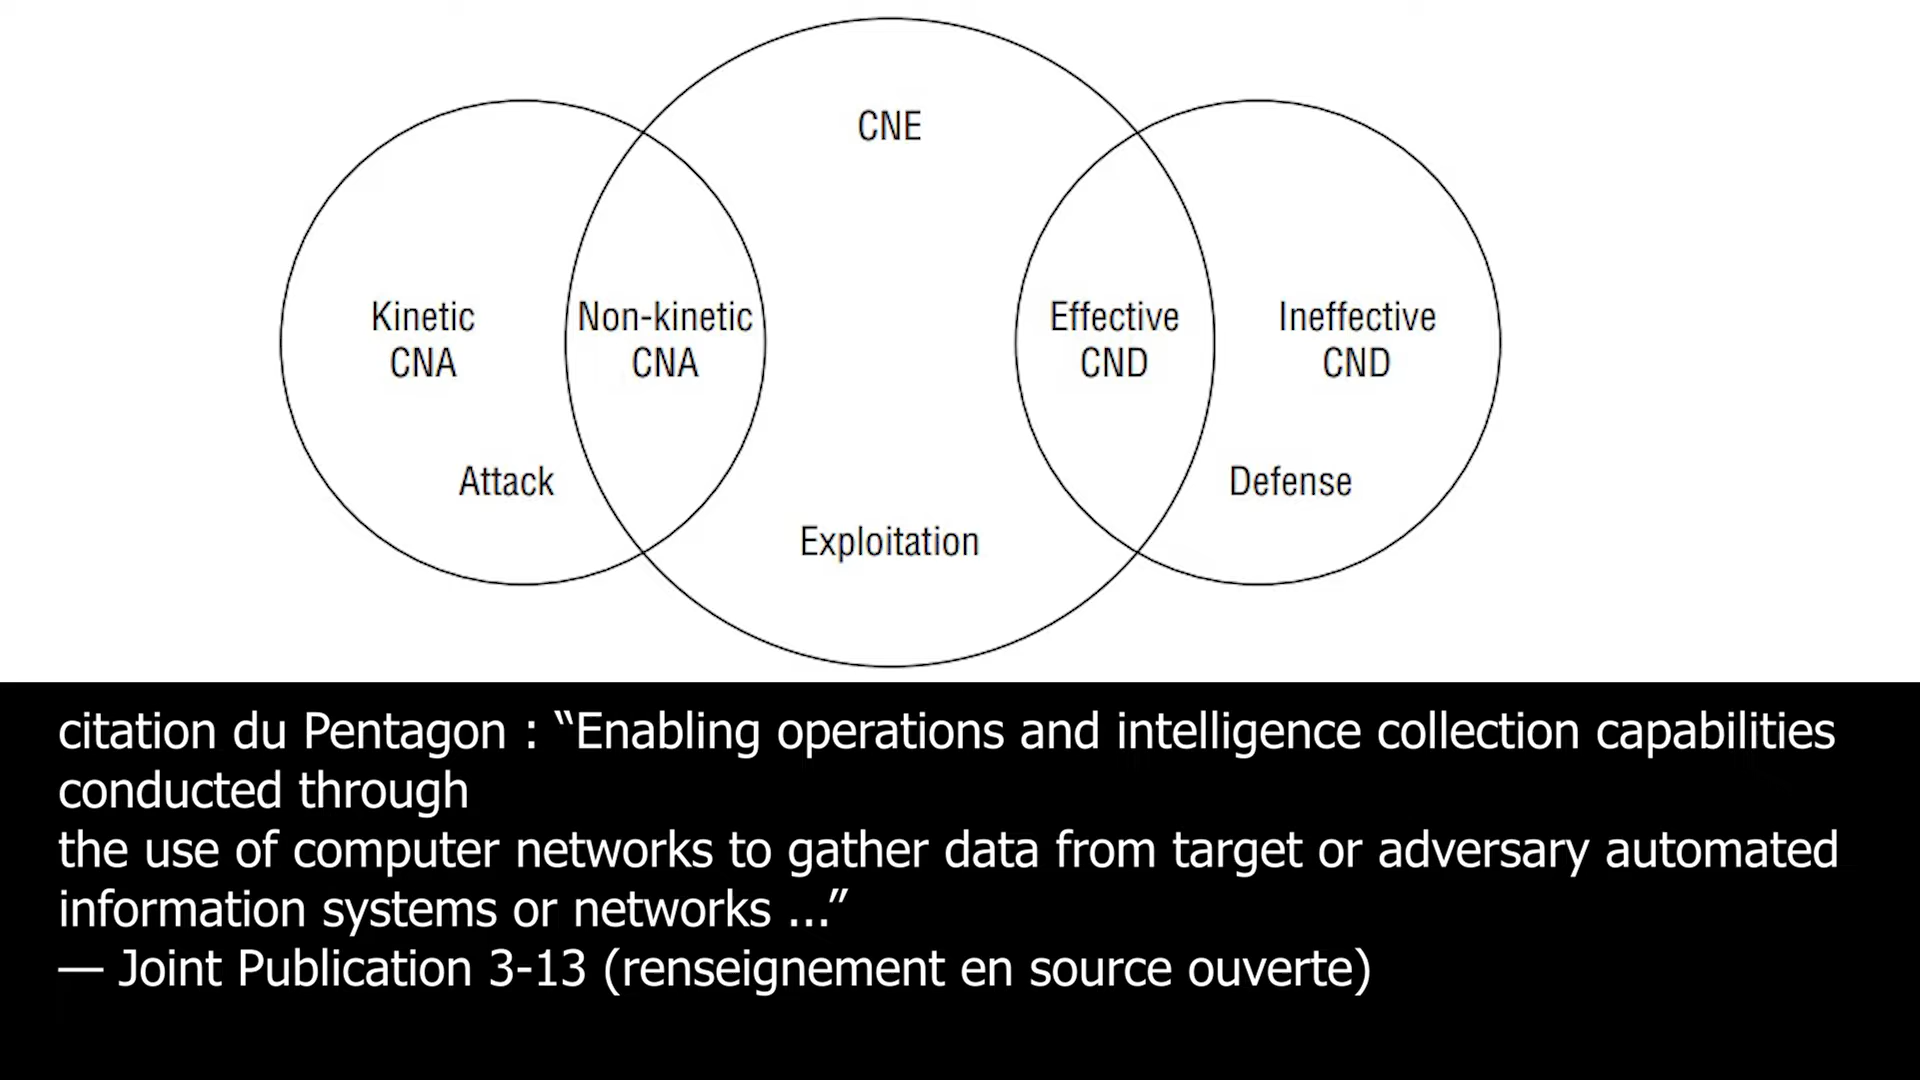 CNE
Kinetic
CNA
Non-kinetic
CNA
Effective
CND
Ineffective
CND
Attack
Defense
Exploitation
citation du Pentagon : “Enabling operations and intelligence collection capabilities
conducted through
the use of computer networks to gather data from target or adversary automated
information systems or networks ...”
— Joint Publication 3-13 (renseignement en source ouverte)